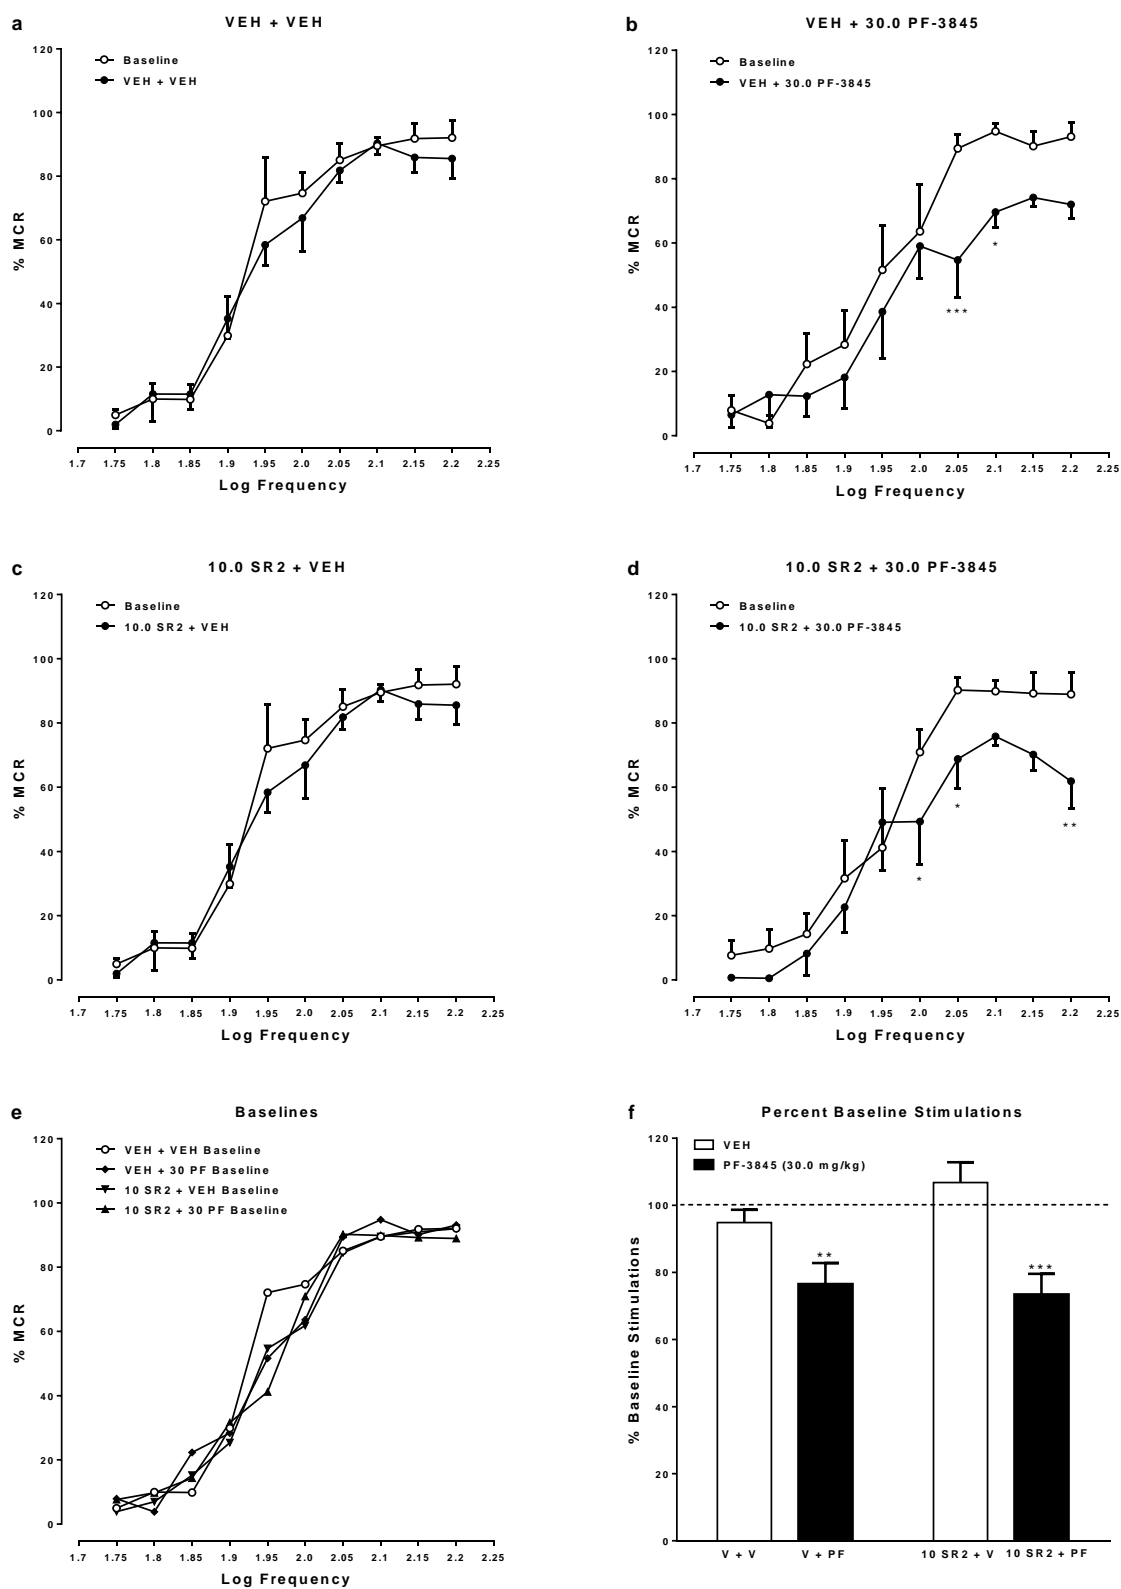 a
VEH + VEH
Baseline
VEH + VEH
% MCR
120
100
80
60
40
20
0
1.7 1.75 1.8 1.85 1.9 1.95 2.0 2.05 2.1 2.15 2.2 2.25
Log Frequency
b
VEH + 30.0 PF-3845
Baseline
VEH + 30.0 PF-3845
% MCR
120
100
80
60
40
20
0
***
*
1.7 1.75 1.8 1.85 1.9 1.95 2.0 2.05 2.1 2.15 2.2 2.25
Log Frequency
c
10.0 SR2 + VEH
Baseline
10.0 SR2 + VEH
% MCR
120
100
80
60
40
20
0
1.7 1.75 1.8 1.85 1.9 1.95 2.0 2.05 2.1 2.15 2.2 2.25
Log Frequency
d
10.0 SR2 + 30.0 PF-3845
Baseline
10.0 SR2 + 30.0 PF-3845
% MCR
120
100
80
60
40
20
0
*
*
**
1.7 1.75 1.8 1.85 1.9 1.95 2.0 2.05 2.1 2.15 2.2 2.25
Log Frequency
e
Baselines
VEH + VEH Baseline
VEH + 30 PF Baseline
10 SR2 + VEH Baseline
10 SR2 + 30 PF Baseline
% MCR
120
100
80
60
40
20
0
1.7 1.75 1.8 1.85 1.9 1.95 2.0 2.05 2.1 2.15 2.2 2.25
Log Frequency
f
Percent Baseline Stimulations
VEH
PF-3845 (30.0 mg/kg)
% Baseline Stimulations
120
100
80
60
40
20
0
**
***
V + V V + PF 10 SR2 + V 10 SR2 + PF